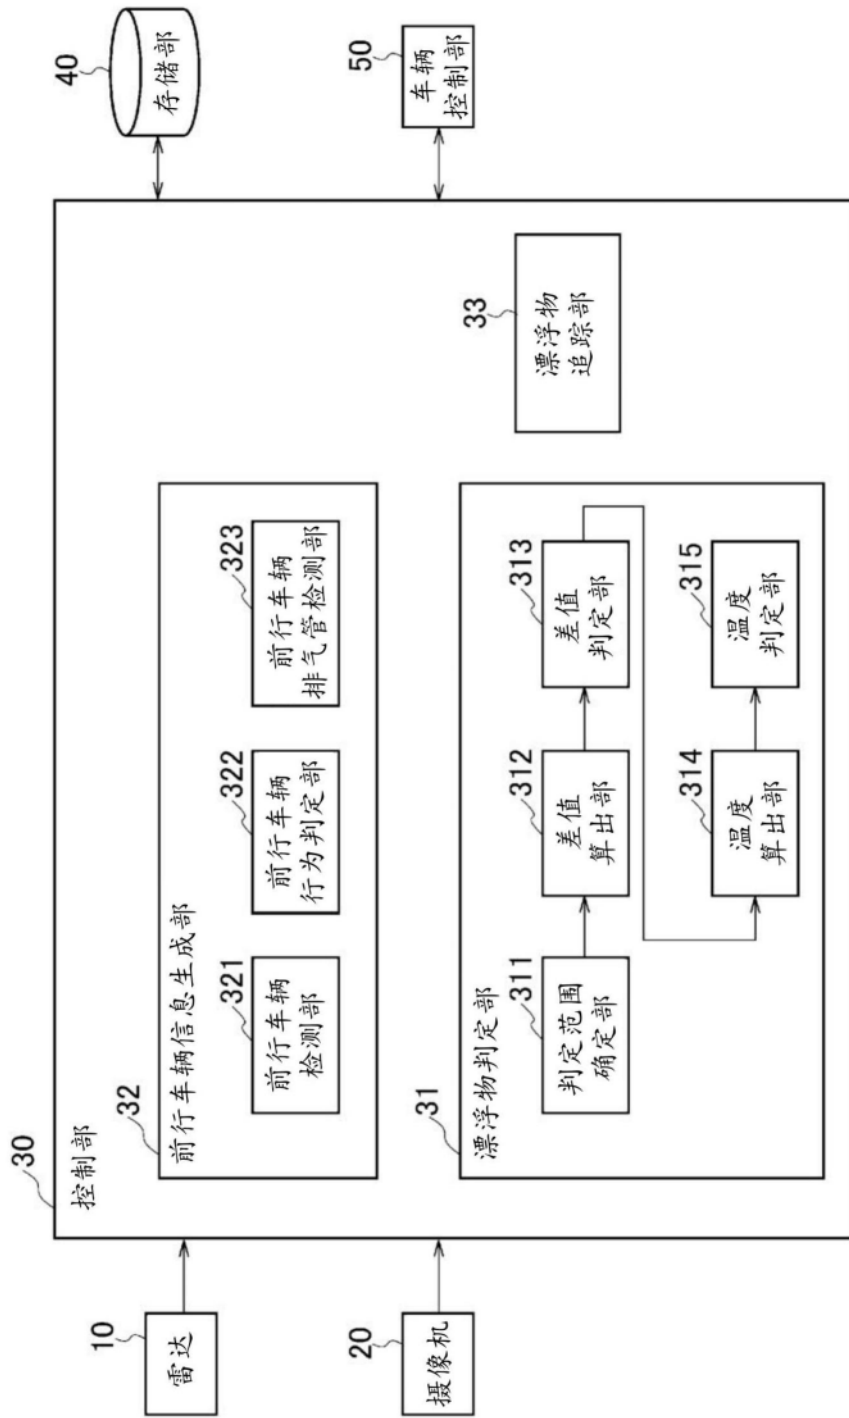 30
控制部
10
雷达
20
摄像机
32
前行车辆信息生成部
321
前行车辆
检测部
322
前行车辆
行为判定部
323
前行车辆
排气管检测部
31
漂浮物判定部
311
判定范围
确定部
312
差值
算出部
313
差值
判定部
314
温度
算出部
315
温度
判定部
33
漂浮物
追踪部
40
存储部
50
车辆
控制部